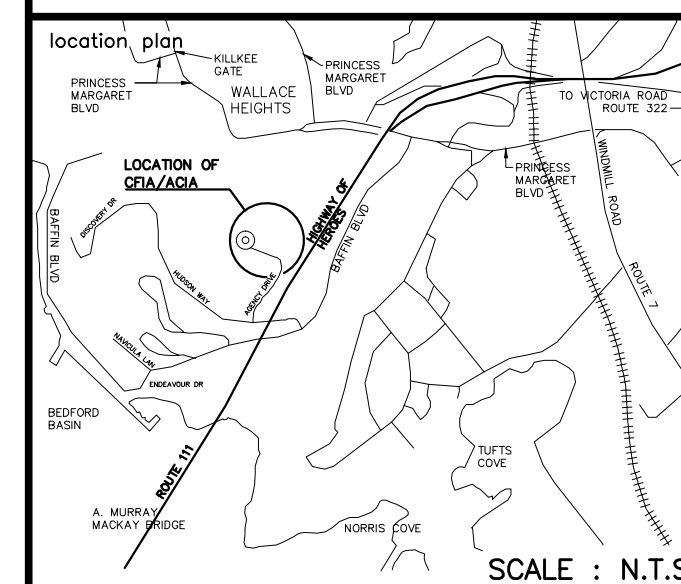 location plan
KILLKEE
GATE
PRINCESS
MARGARET
BLVD
PRINCESS
MARGARET
BLVD
WALLACE
HEIGHTS
TO VICTORIA ROAD
ROUTE 322
LOCATION OF
CFIA/ACIA
PRINCESS
MARGARET
BLVD
WINDMILL ROAD
HIGHWAY OF
HEROES
BAFFIN BLVD
BAFFIN BLVD
DISCOVERY DR
HUDSON WAY
AGENCY DRIVE
ROUTE 7
NAVICULA LAN
ENDEAVOUR DR
BEDFORD
BASIN
TUFTS
COVE
ROUTE 111
A. MURRAY
MACKAY BRIDGE
NORRIS COVE
SCALE : N.T.S